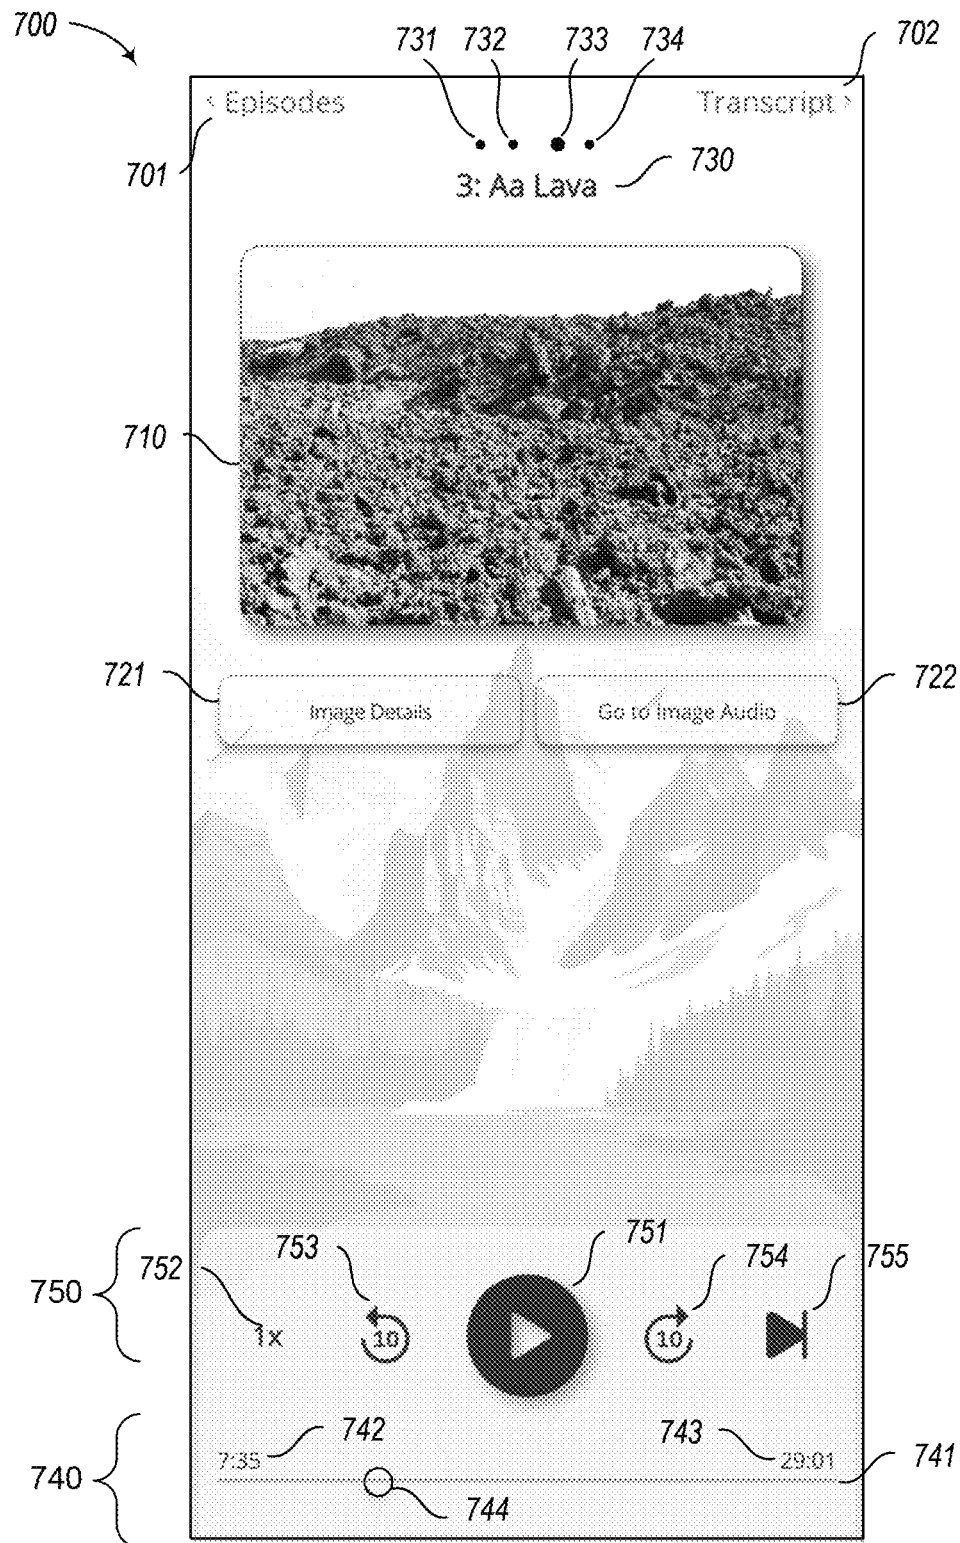 700
731 732 733 734 702
‹ Episodes Transcript ›
701
3: Aa Lava 730
710
721 722
Image Details Go to Image Audio
750
752 753 751 754 755
1x 10 10
740
742 743
7:35 29:01 741
744